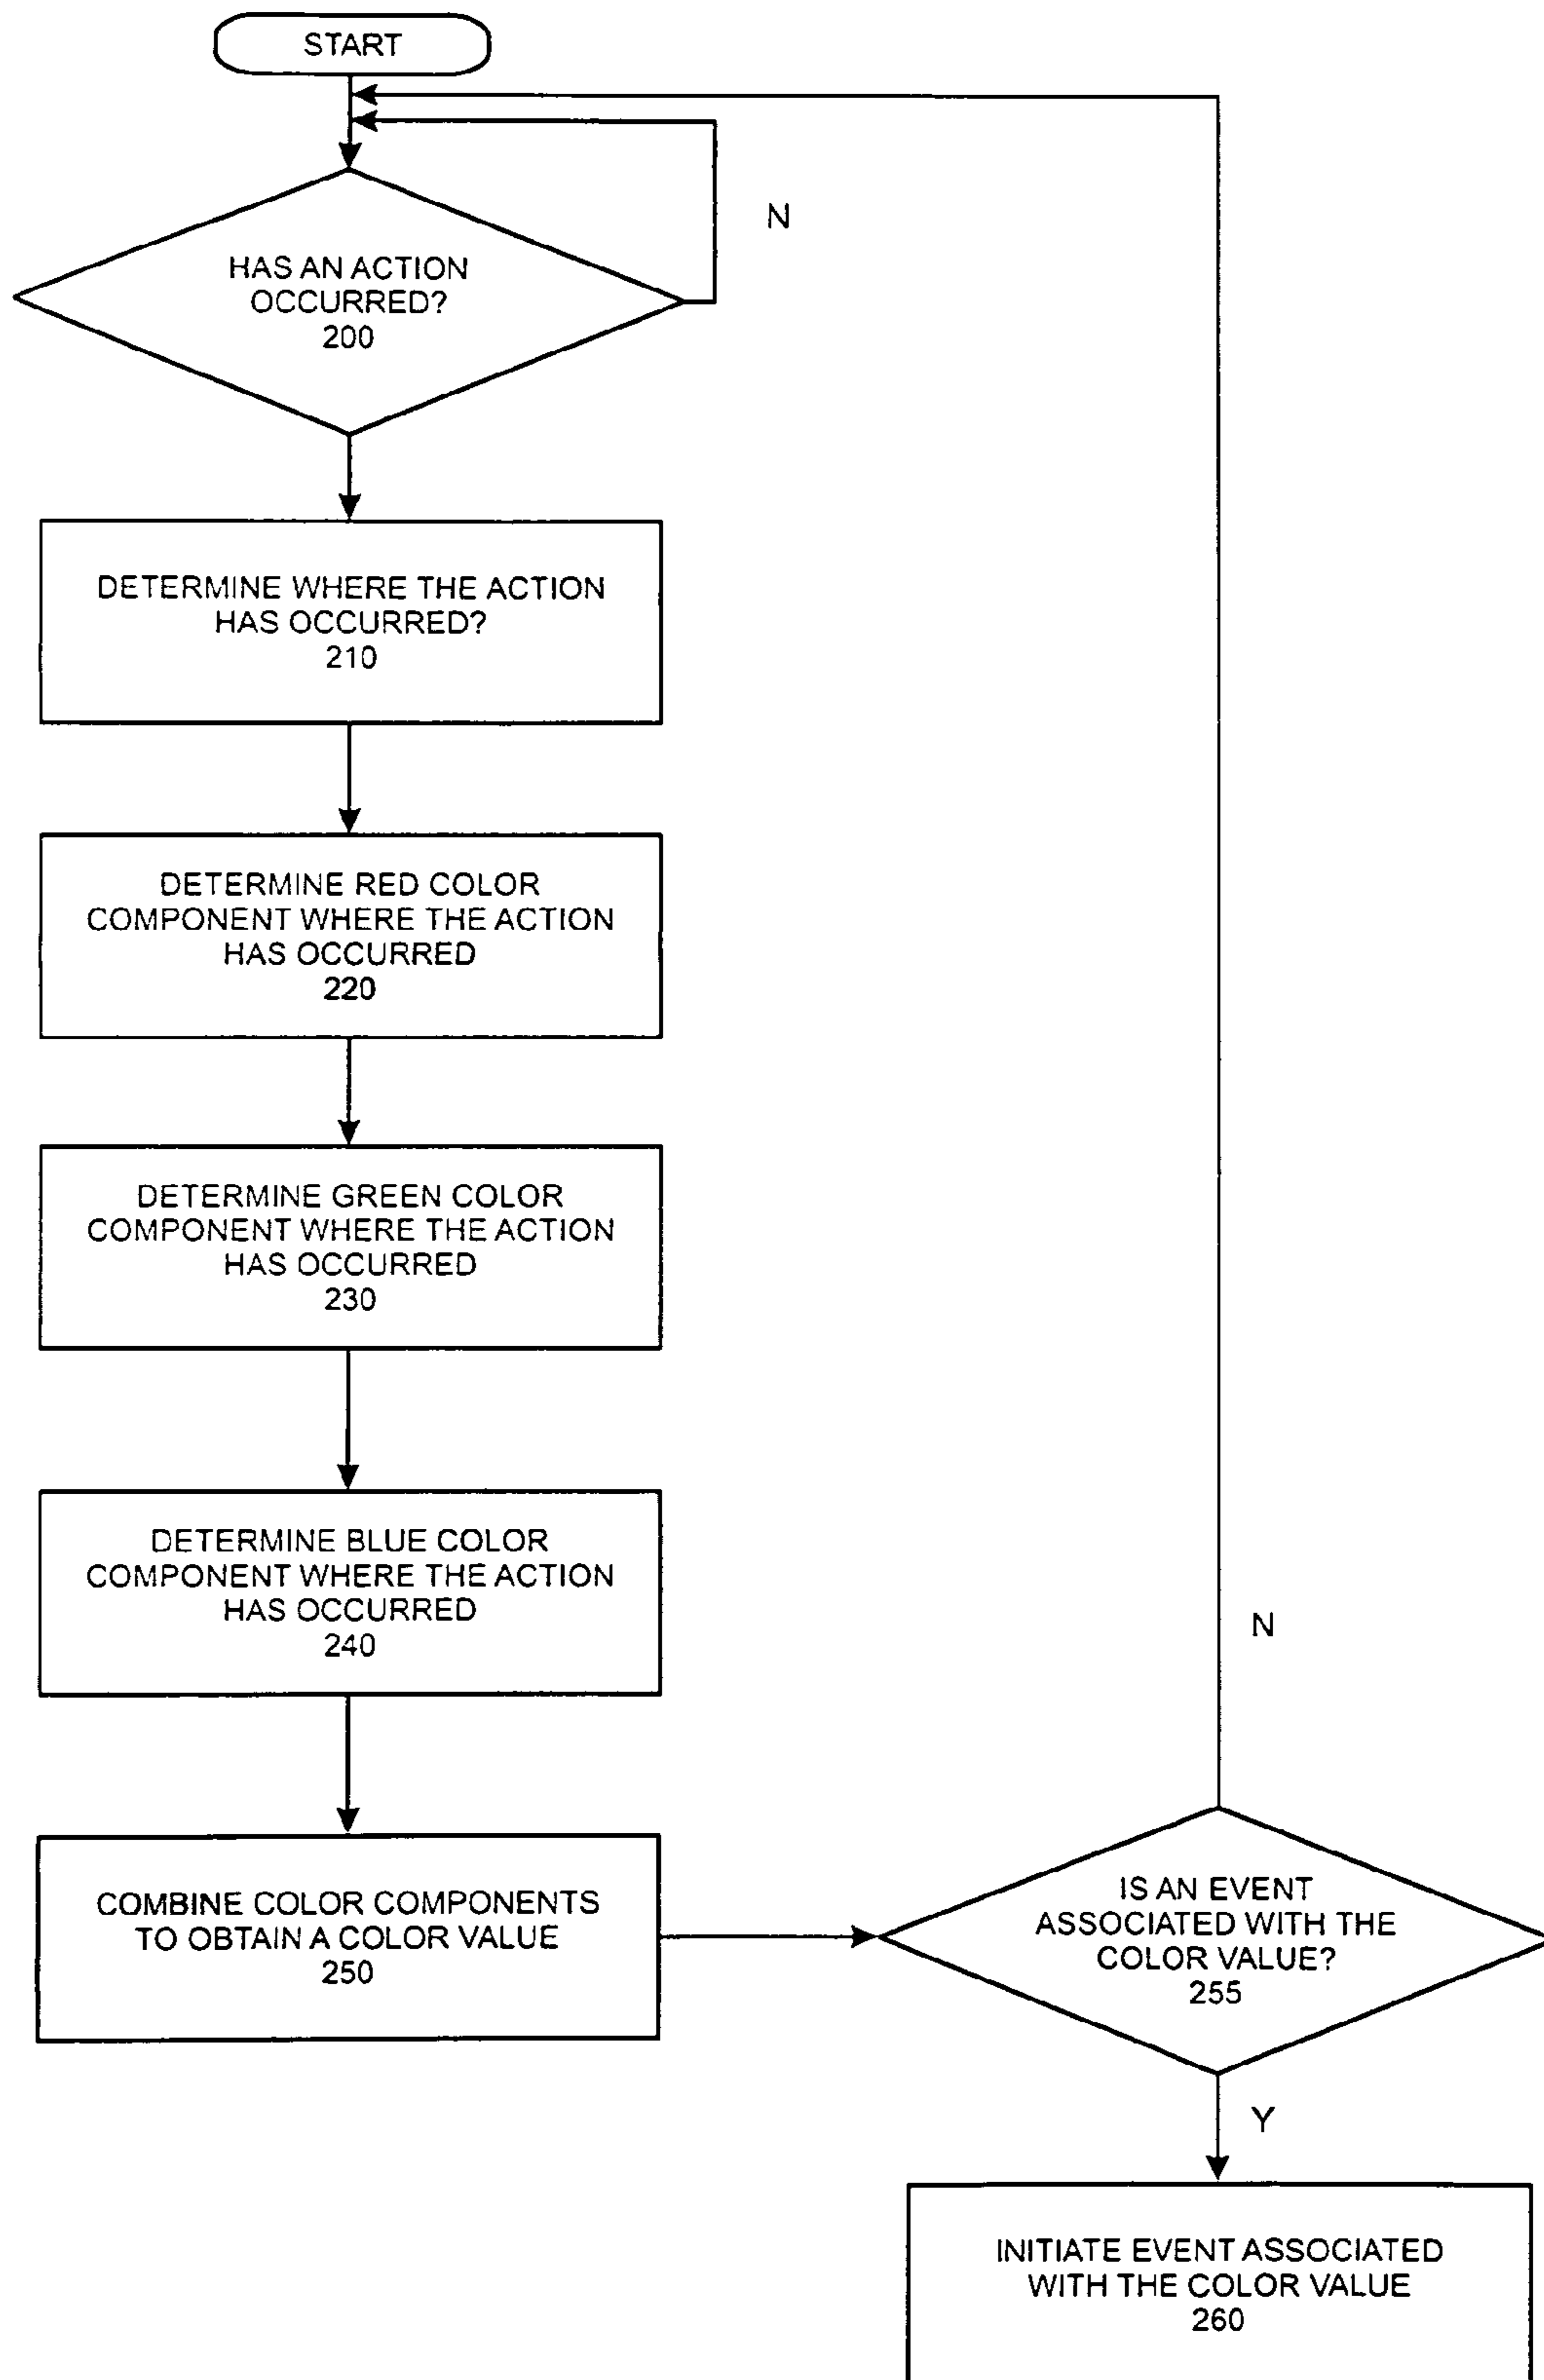 START
N
HAS AN ACTION
OCCURRED?
200
DETERMINE WHERE THE ACTION
HAS OCCURRED?
210
DETERMINE RED COLOR
COMPONENT WHERE THE ACTION
HAS OCCURRED
220
DETERMINE GREEN COLOR
COMPONENT WHERE THE ACTION
HAS OCCURRED
230
DETERMINE BLUE COLOR
COMPONENT WHERE THE ACTION
HAS OCCURRED
240
N
COMBINE COLOR COMPONENTS
TO OBTAIN A COLOR VALUE
250
IS AN EVENT
ASSOCIATED WITH THE
COLOR VALUE?
255
Y
INITIATE EVENT ASSOCIATED
WITH THE COLOR VALUE
260